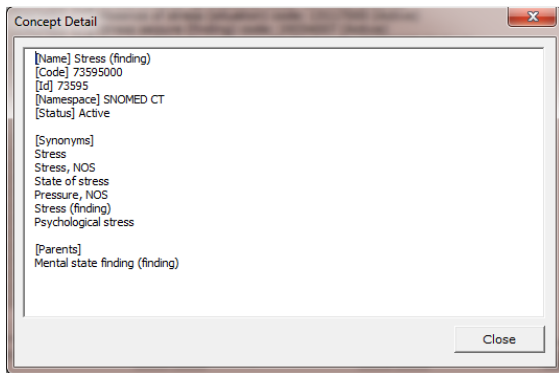 Concept Detail
[Name] Stress (finding)
[Code] 73595000
[Id] 73595
[Namespace] SNOMED CT
[Status] Active
[Synonyms]
Stress
Stress, NOS
State of stress
Pressure, NOS
Stress (finding)
Psychological stress
[Parents]
Mental state finding (finding)
Close